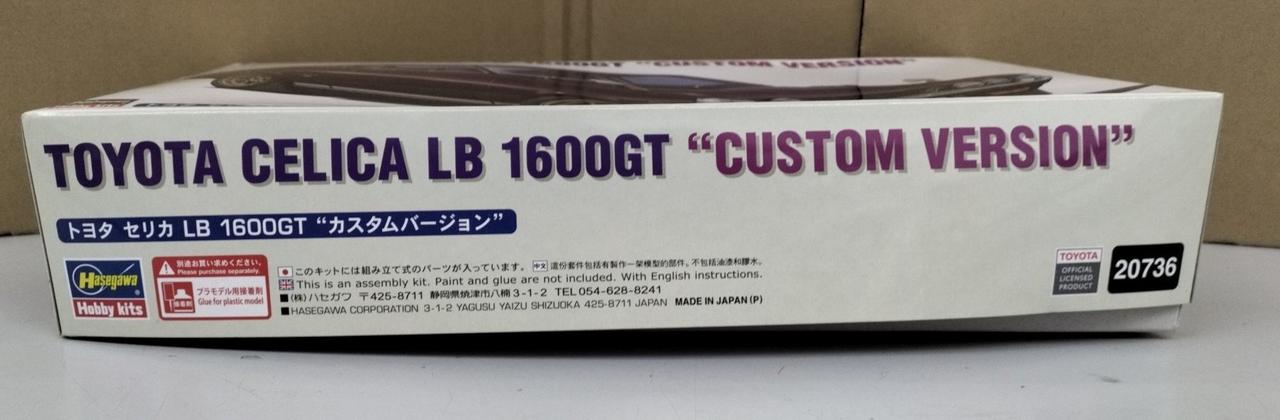 1600GT "CUSTOM VERSION"
TOYOTA CELICA LB 1600GT “CUSTOM VERSION”
トヨタ セリカ LB 1600GT “カスタムバージョン”
Hasegawa
Hobby kits
別途お買い求めください。
Please purchase separately.
接着剤
プラモデル用接着剤
Glue for plastic model
このキットには組み立て式のパーツが入っています。 中文 這份套件包括有製作一架模型的部件。不包括油漆和膠水。
This is an assembly kit. Paint and glue are not included. With English instructions.
■(株)ハセガワ 〒425-8711 静岡県焼津市八楠3-1-2 TEL 054-628-8241
■HASEGAWA CORPORATION 3-1-2 YAGUSU YAIZU SHIZUOKA 425-8711 JAPAN MADE IN JAPAN (P)
TOYOTA
OFFICIAL
LICENSED
PRODUCT
20736